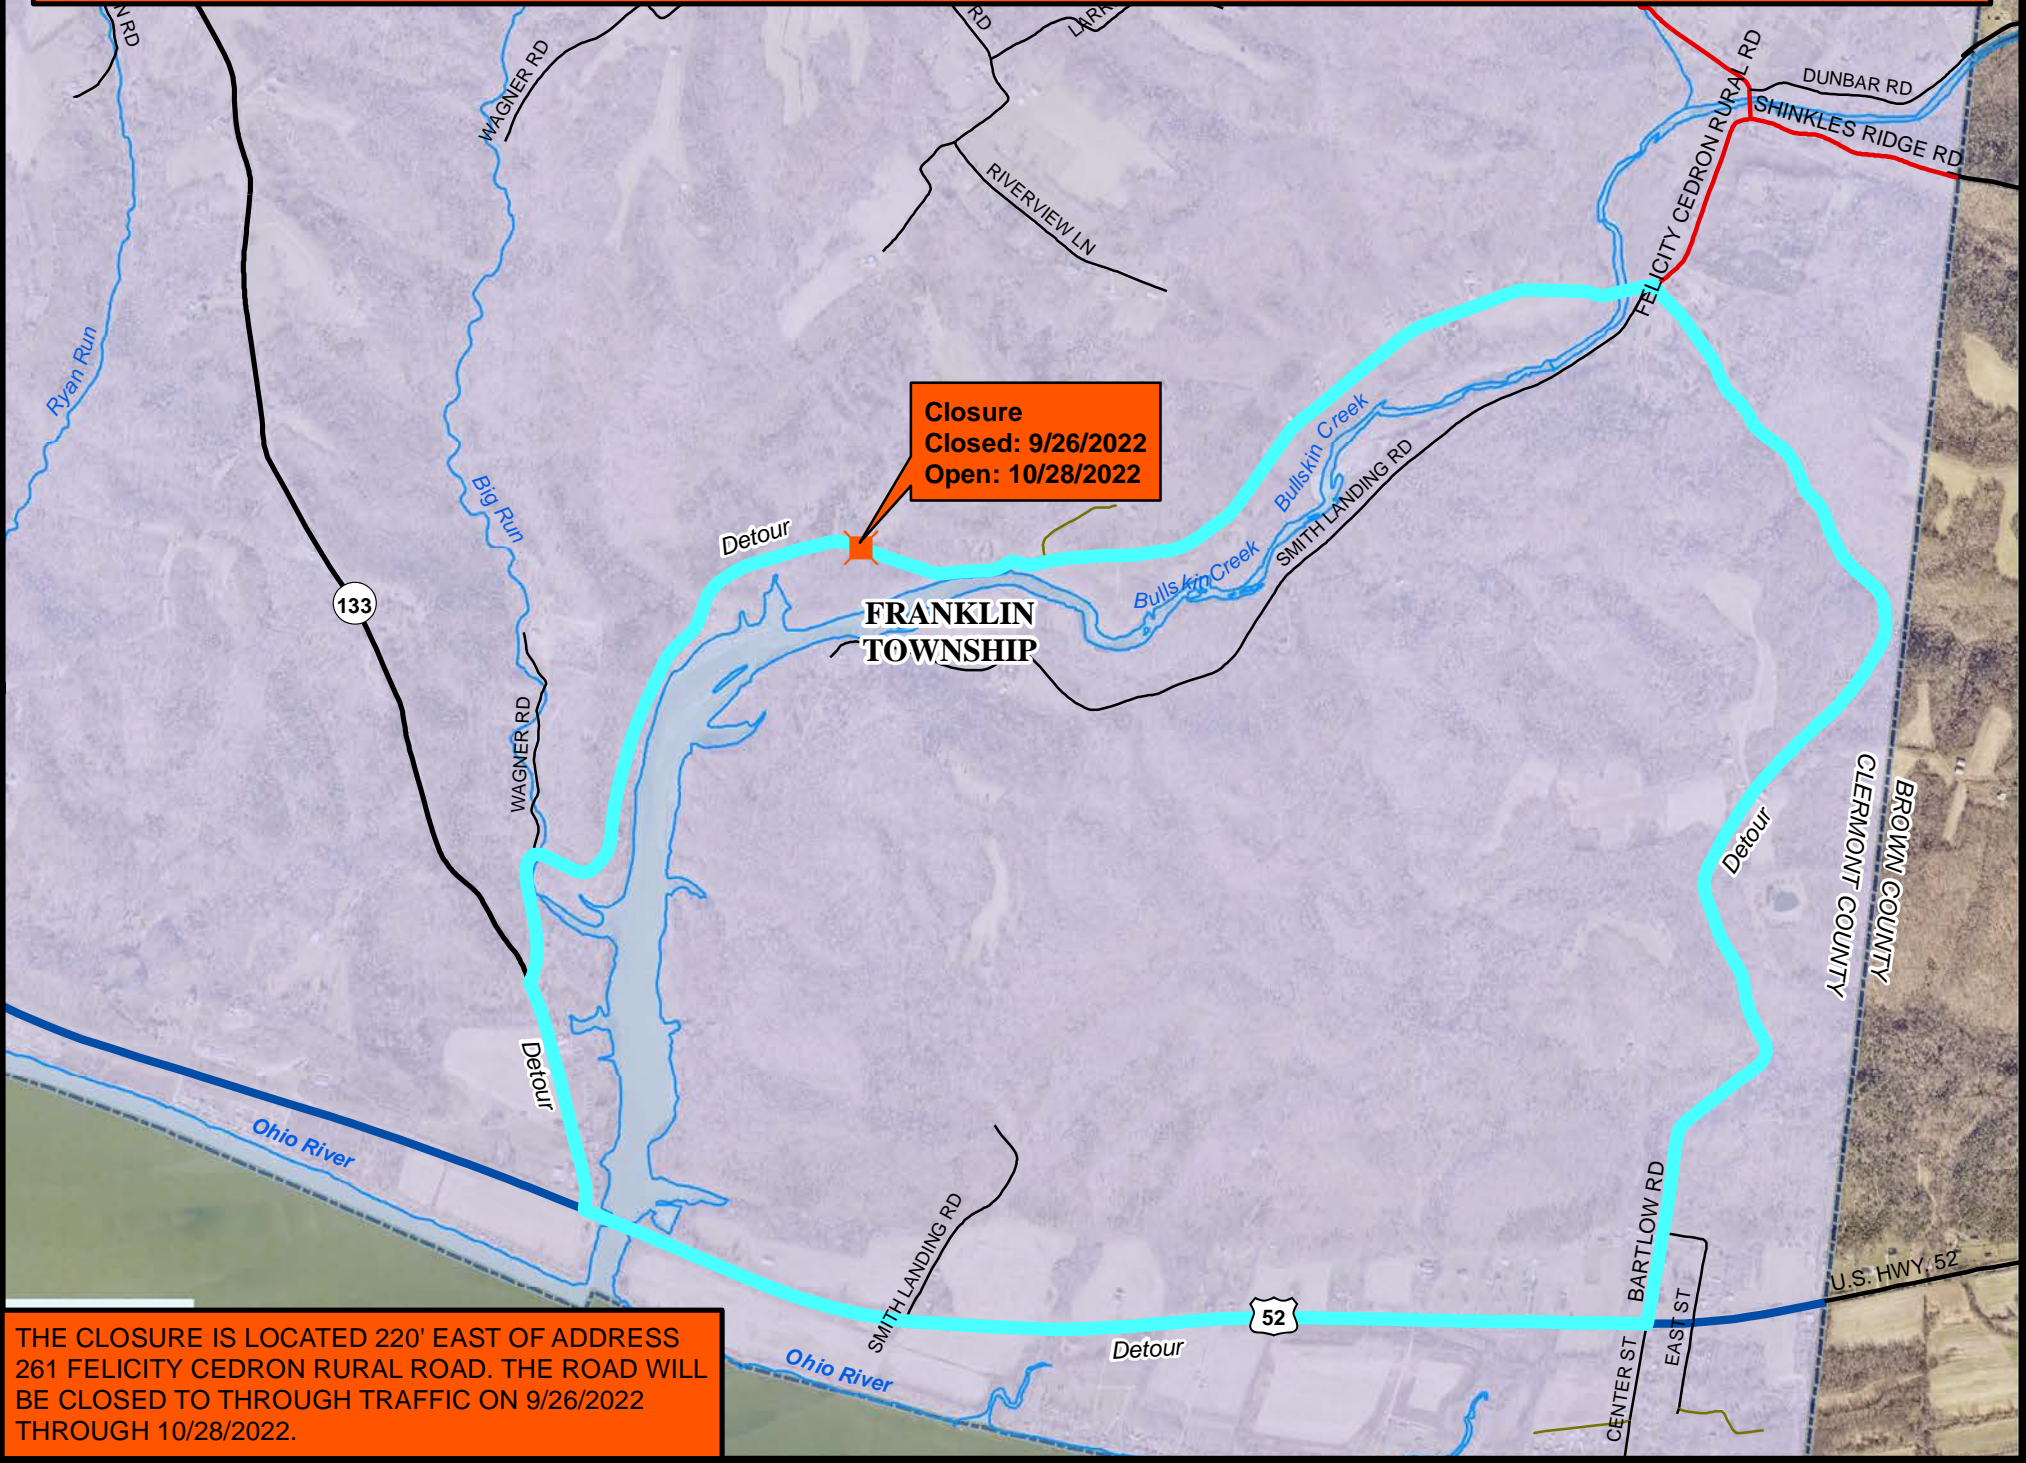 N RD
WAGNER RD
RD
LARR
FELICITY CEDRON RURAL RD
DUNBAR RD
SHINKLES RIDGE RD
RIVERVIEW LN
Ryan Run
Closure
Closed: 9/26/2022
Open: 10/28/2022
Bullskin Creek
Big Run
Detour
SMITH LANDING RD
Bullskin Creek
133
FRANKLIN
TOWNSHIP
WAGNER RD
Detour
CLERMONT COUNTY
BROWN COUNTY
Detour
Ohio River
BARTLOW RD
SMITH LANDING RD
U.S. HWY. 52
52
Detour
EAST ST
CENTER ST
Ohio River
THE CLOSURE IS LOCATED 220' EAST OF ADDRESS
261 FELICITY CEDRON RURAL ROAD. THE ROAD WILL
BE CLOSED TO THROUGH TRAFFIC ON 9/26/2022
THROUGH 10/28/2022.